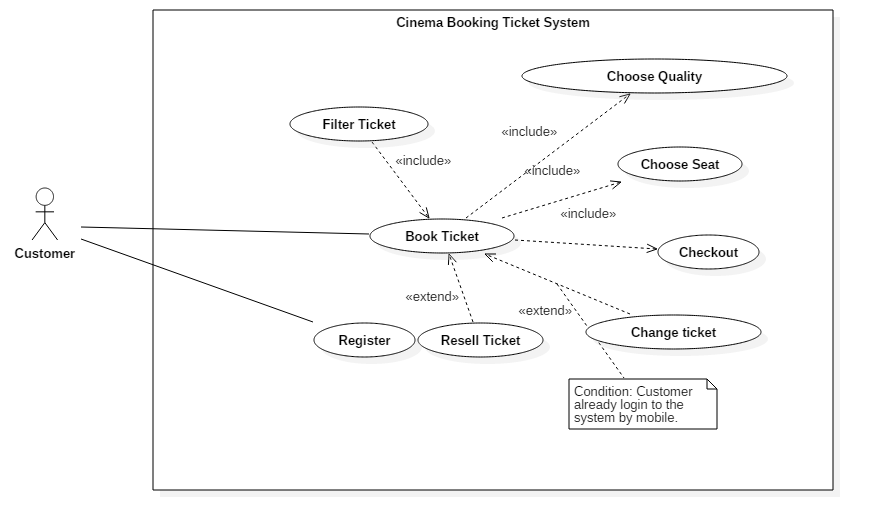 Cinema Booking Ticket System
Choose Quality
Filter Ticket
«include»
«include»
Choose Seat
«include»
«include»
Customer
Book Ticket
Checkout
«extend»
«extend»
Register
Resell Ticket
Change ticket
Condition: Customer
already login to the
system by mobile.